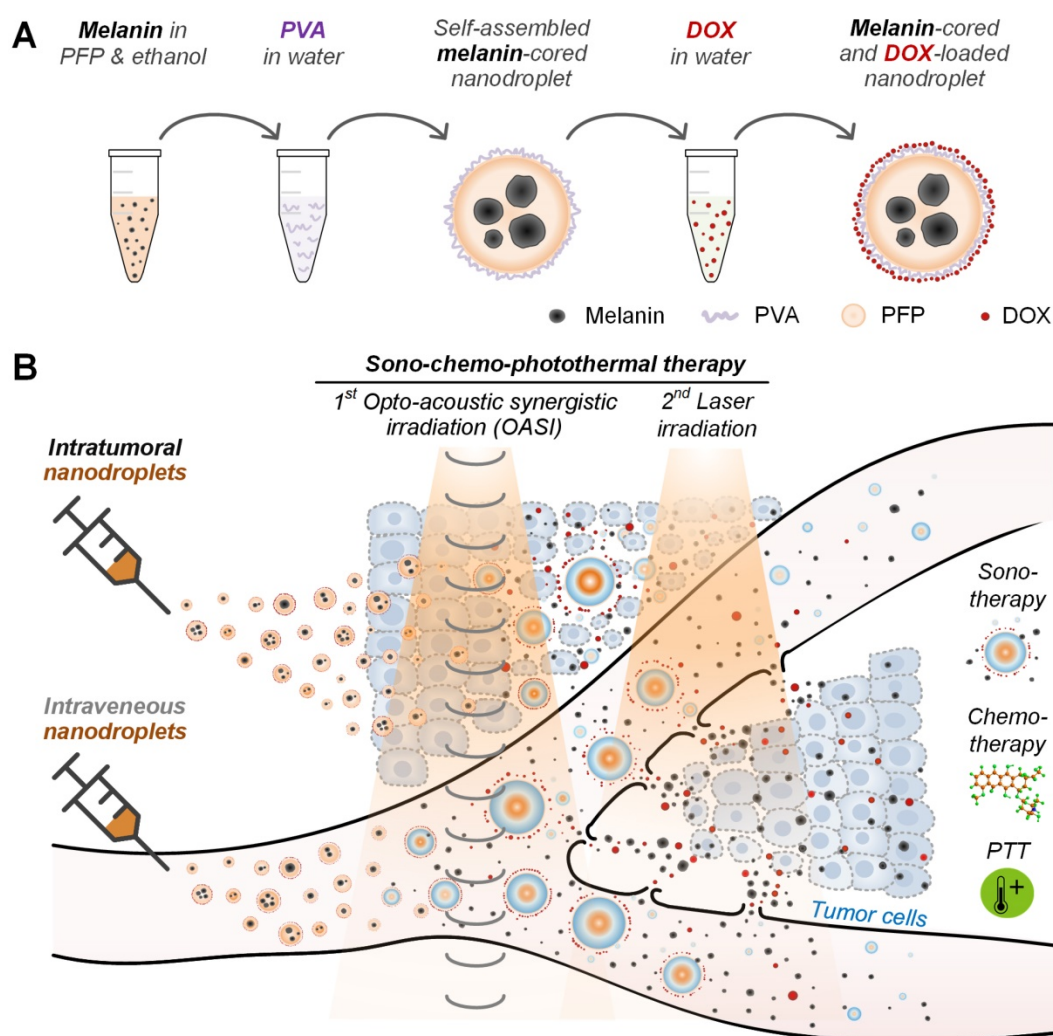 A
Melanin in
PFP & ethanol
PVA
in water
Self-assembled
melanin-cored
nanodroplet
DOX
in water
Melanin-cored
and DOX-loaded
nanodroplet
Melanin
PVA
PFP
DOX
B
Sono-chemo-photothermal therapy
1st Opto-acoustic synergistic
irradiation (OASI)
2nd Laser
irradiation
Intratumoral
nanodroplets
Intraveneous
nanodroplets
Sono-
therapy
Chemo-
therapy
PTT
+
Tumor cells